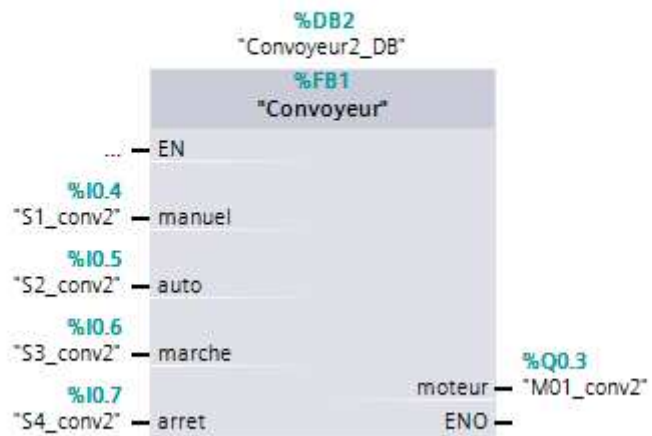 %DB2
"Convoyeur2_DB"
%FB1
"Convoyeur"
... EN
%I0.4
"S1_conv2" manuel
%I0.5
"S2_conv2" auto
%I0.6
"S3_conv2" marche
%I0.7
"S4_conv2" arret
%Q0.3
moteur "M01_conv2"
ENO